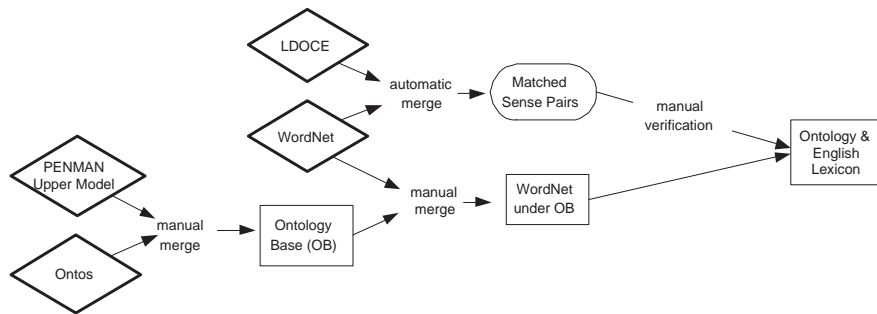 LDOCE
automatic
merge
Matched
Sense Pairs
manual
verification
WordNet
Ontology &
English
Lexicon
PENMAN
Upper Model
manual
merge
WordNet
under OB
manual
merge
Ontology
Base (OB)
Ontos